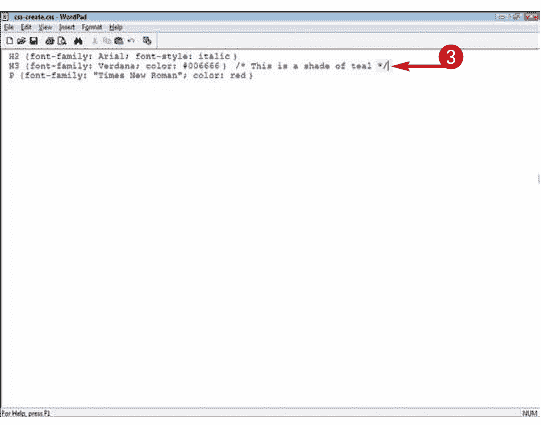 css-create.css - WordPad
File Edit View Insert Format Help
H2 {font-family: Arial; font-style: italic}
H3 {font-family: Verdana; color: #006666} /* This is a shade of teal */
3
P {font-family: "Times New Roman"; color: red}
For Help, press F1
NUM